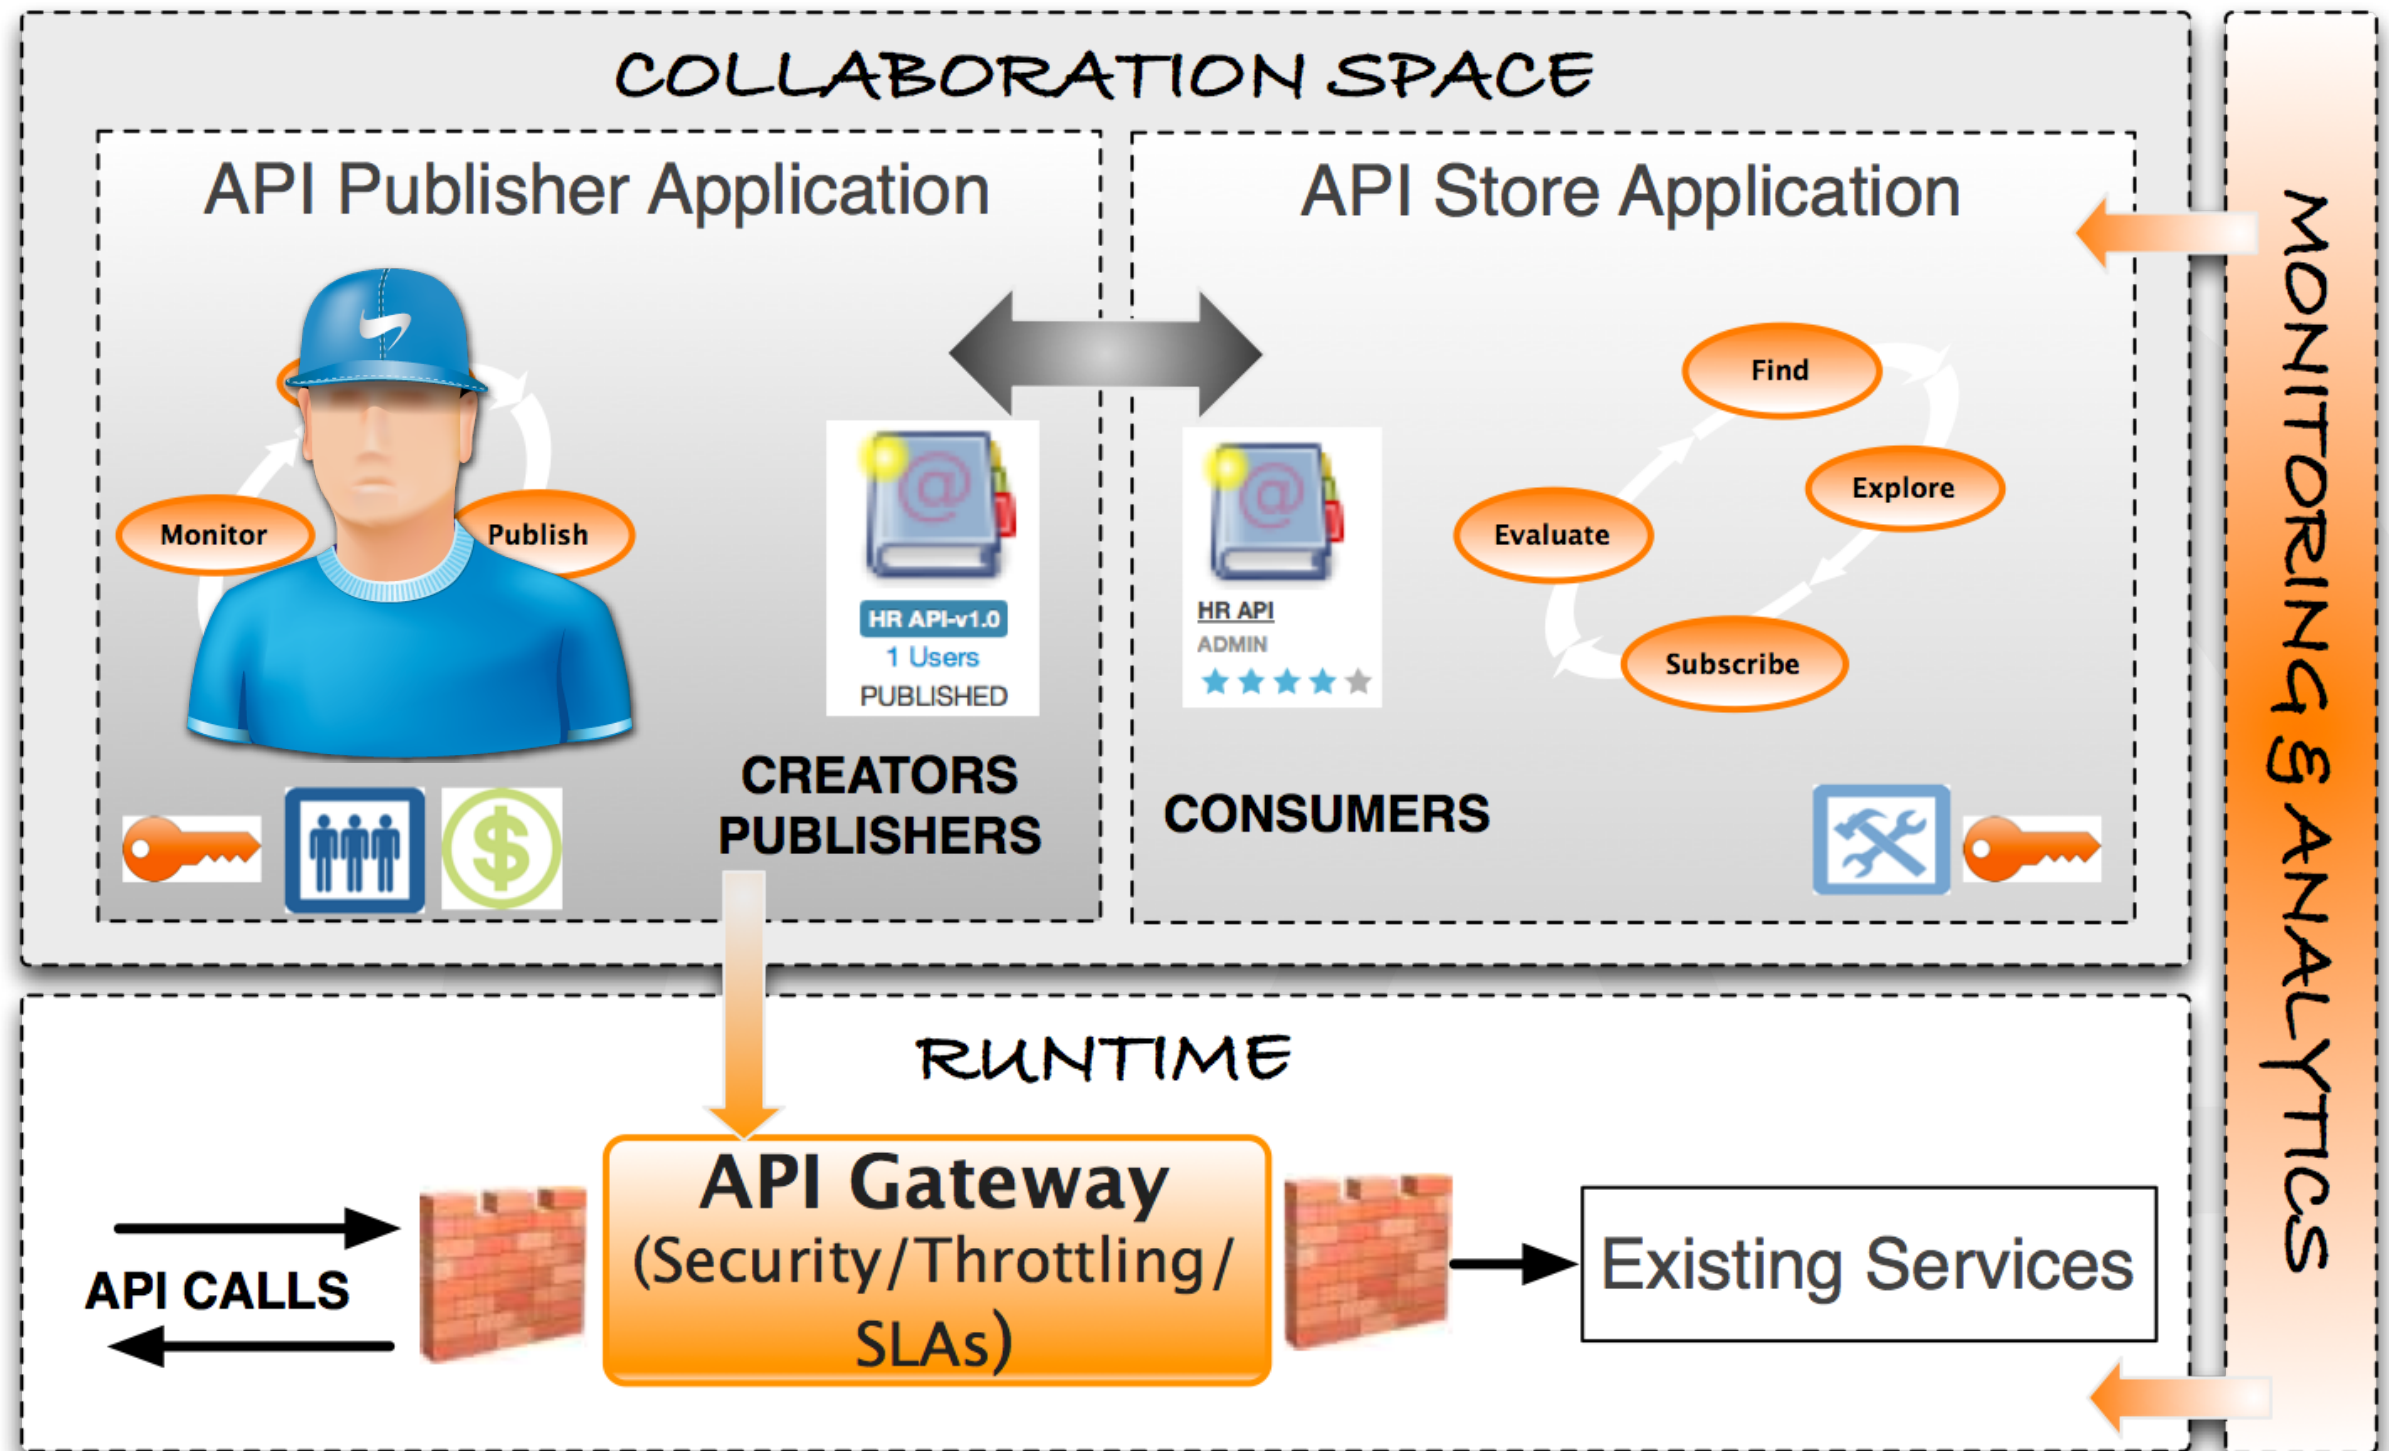 COLLABORATION SPACE
API Publisher Application
Monitor
Publish
HR API-v1.0
1 Users
PUBLISHED
CREATORS
PUBLISHERS
API Store Application
Find
Explore
Evaluate
Subscribe
HR API
ADMIN
CONSUMERS
MONITORING & ANALYTICS
RUNTIME
API CALLS
API Gateway
(Security/Throttling/
SLAs)
Existing Services